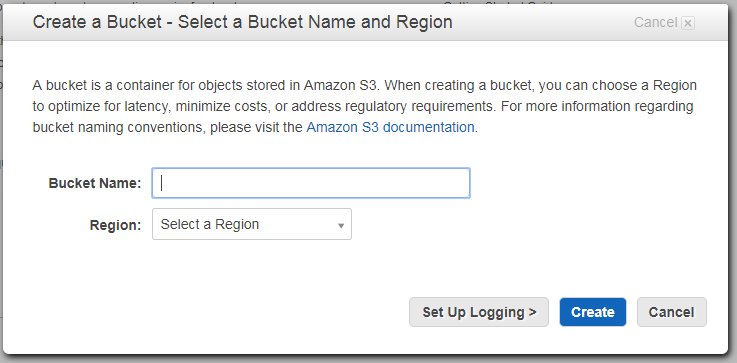 Create a Bucket - Select a Bucket Name and Region
Cancel x
A bucket is a container for objects stored in Amazon S3. When creating a bucket, you can choose a Region
to optimize for latency, minimize costs, or address regulatory requirements. For more information regarding
bucket naming conventions, please visit the Amazon S3 documentation.
Bucket Name:
Region: Select a Region
Set Up Logging > Create Cancel